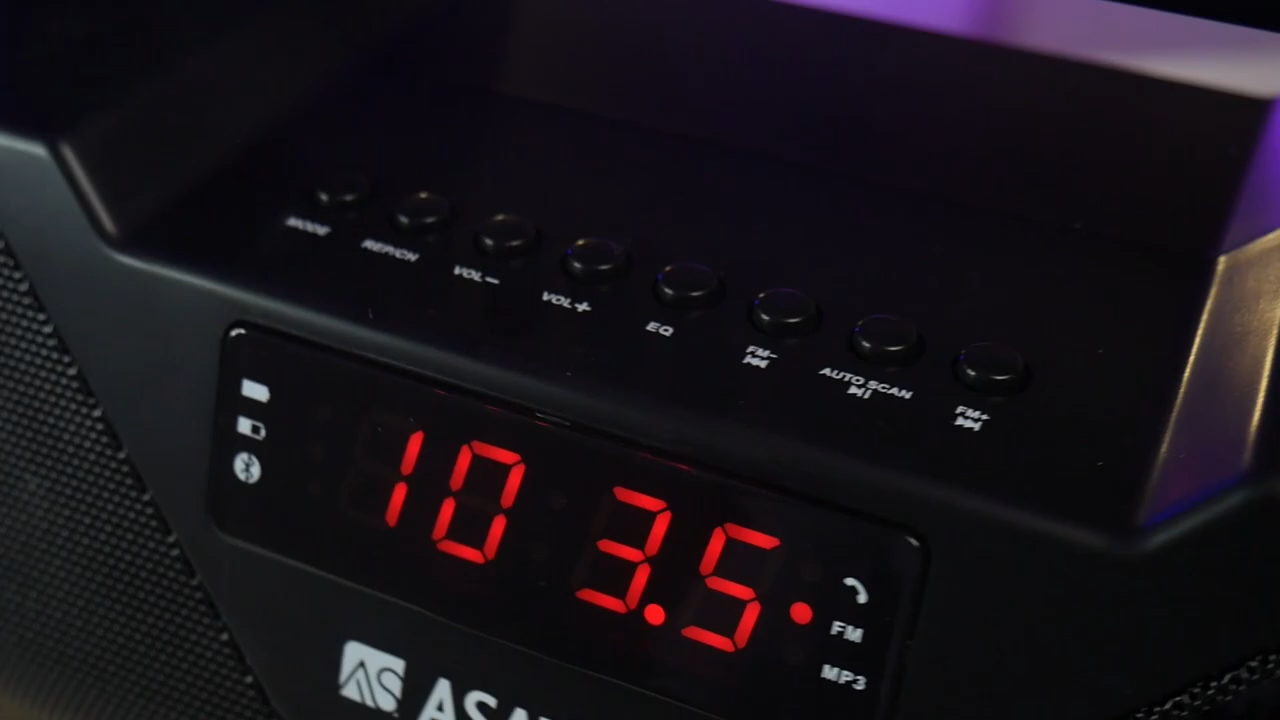 MODE
REP/CH
VOL−
VOL+
EQ
FM−
AUTO SCAN
FM+
103.5
FM
MP3
AS